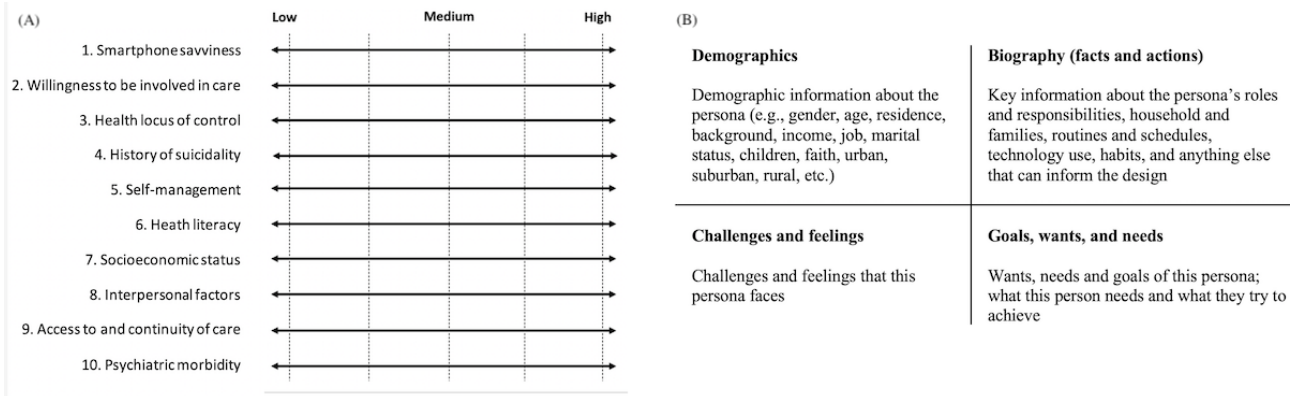 (A)
Low Medium High
1. Smartphone savviness
2. Willingness to be involved in care
3. Health locus of control
4. History of suicidality
5. Self-management
6. Heath literacy
7. Socioeconomic status
8. Interpersonal factors
9. Access to and continuity of care
10. Psychiatric morbidity
(B)
Demographics
Demographic information about the
persona (e.g., gender, age, residence,
background, income, job, marital
status, children, faith, urban,
suburban, rural, etc.)
Biography (facts and actions)
Key information about the persona’s roles
and responsibilities, household and
families, routines and schedules,
technology use, habits, and anything else
that can inform the design
Challenges and feelings
Challenges and feelings that this
persona faces
Goals, wants, and needs
Wants, needs and goals of this persona;
what this person needs and what they try to
achieve